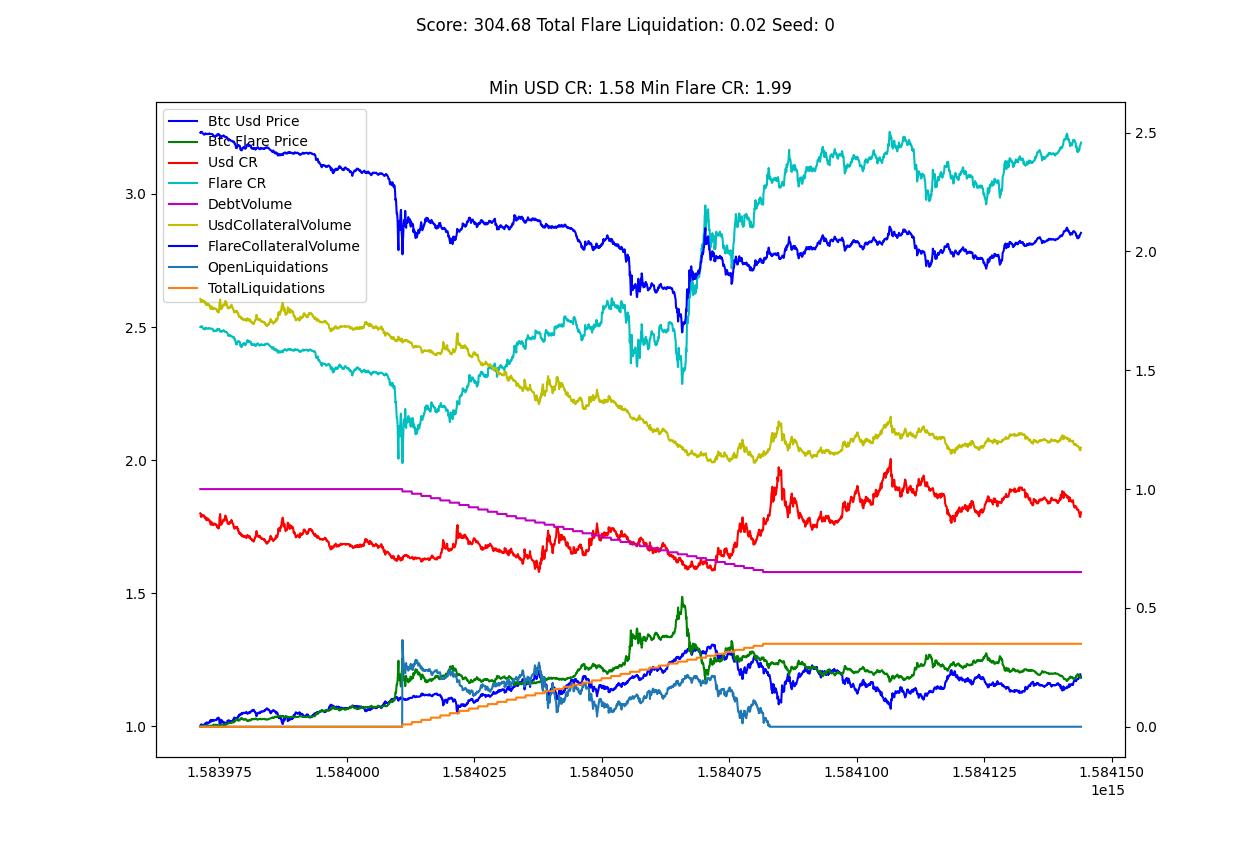 Score: 304.68 Total Flare Liquidation: 0.02 Seed: 0
Min USD CR: 1.58 Min Flare CR: 1.99
Btc Usd Price
Btc Flare Price
Usd CR
Flare CR
DebtVolume
UsdCollateralVolume
FlareCollateralVolume
OpenLiquidations
TotalLiquidations
3.0
2.5
2.0
1.5
1.0
2.5
2.0
1.5
1.0
0.5
0.0
1.583975 1.584000 1.584025 1.584050 1.584075 1.584100 1.584125 1.584150
1e15